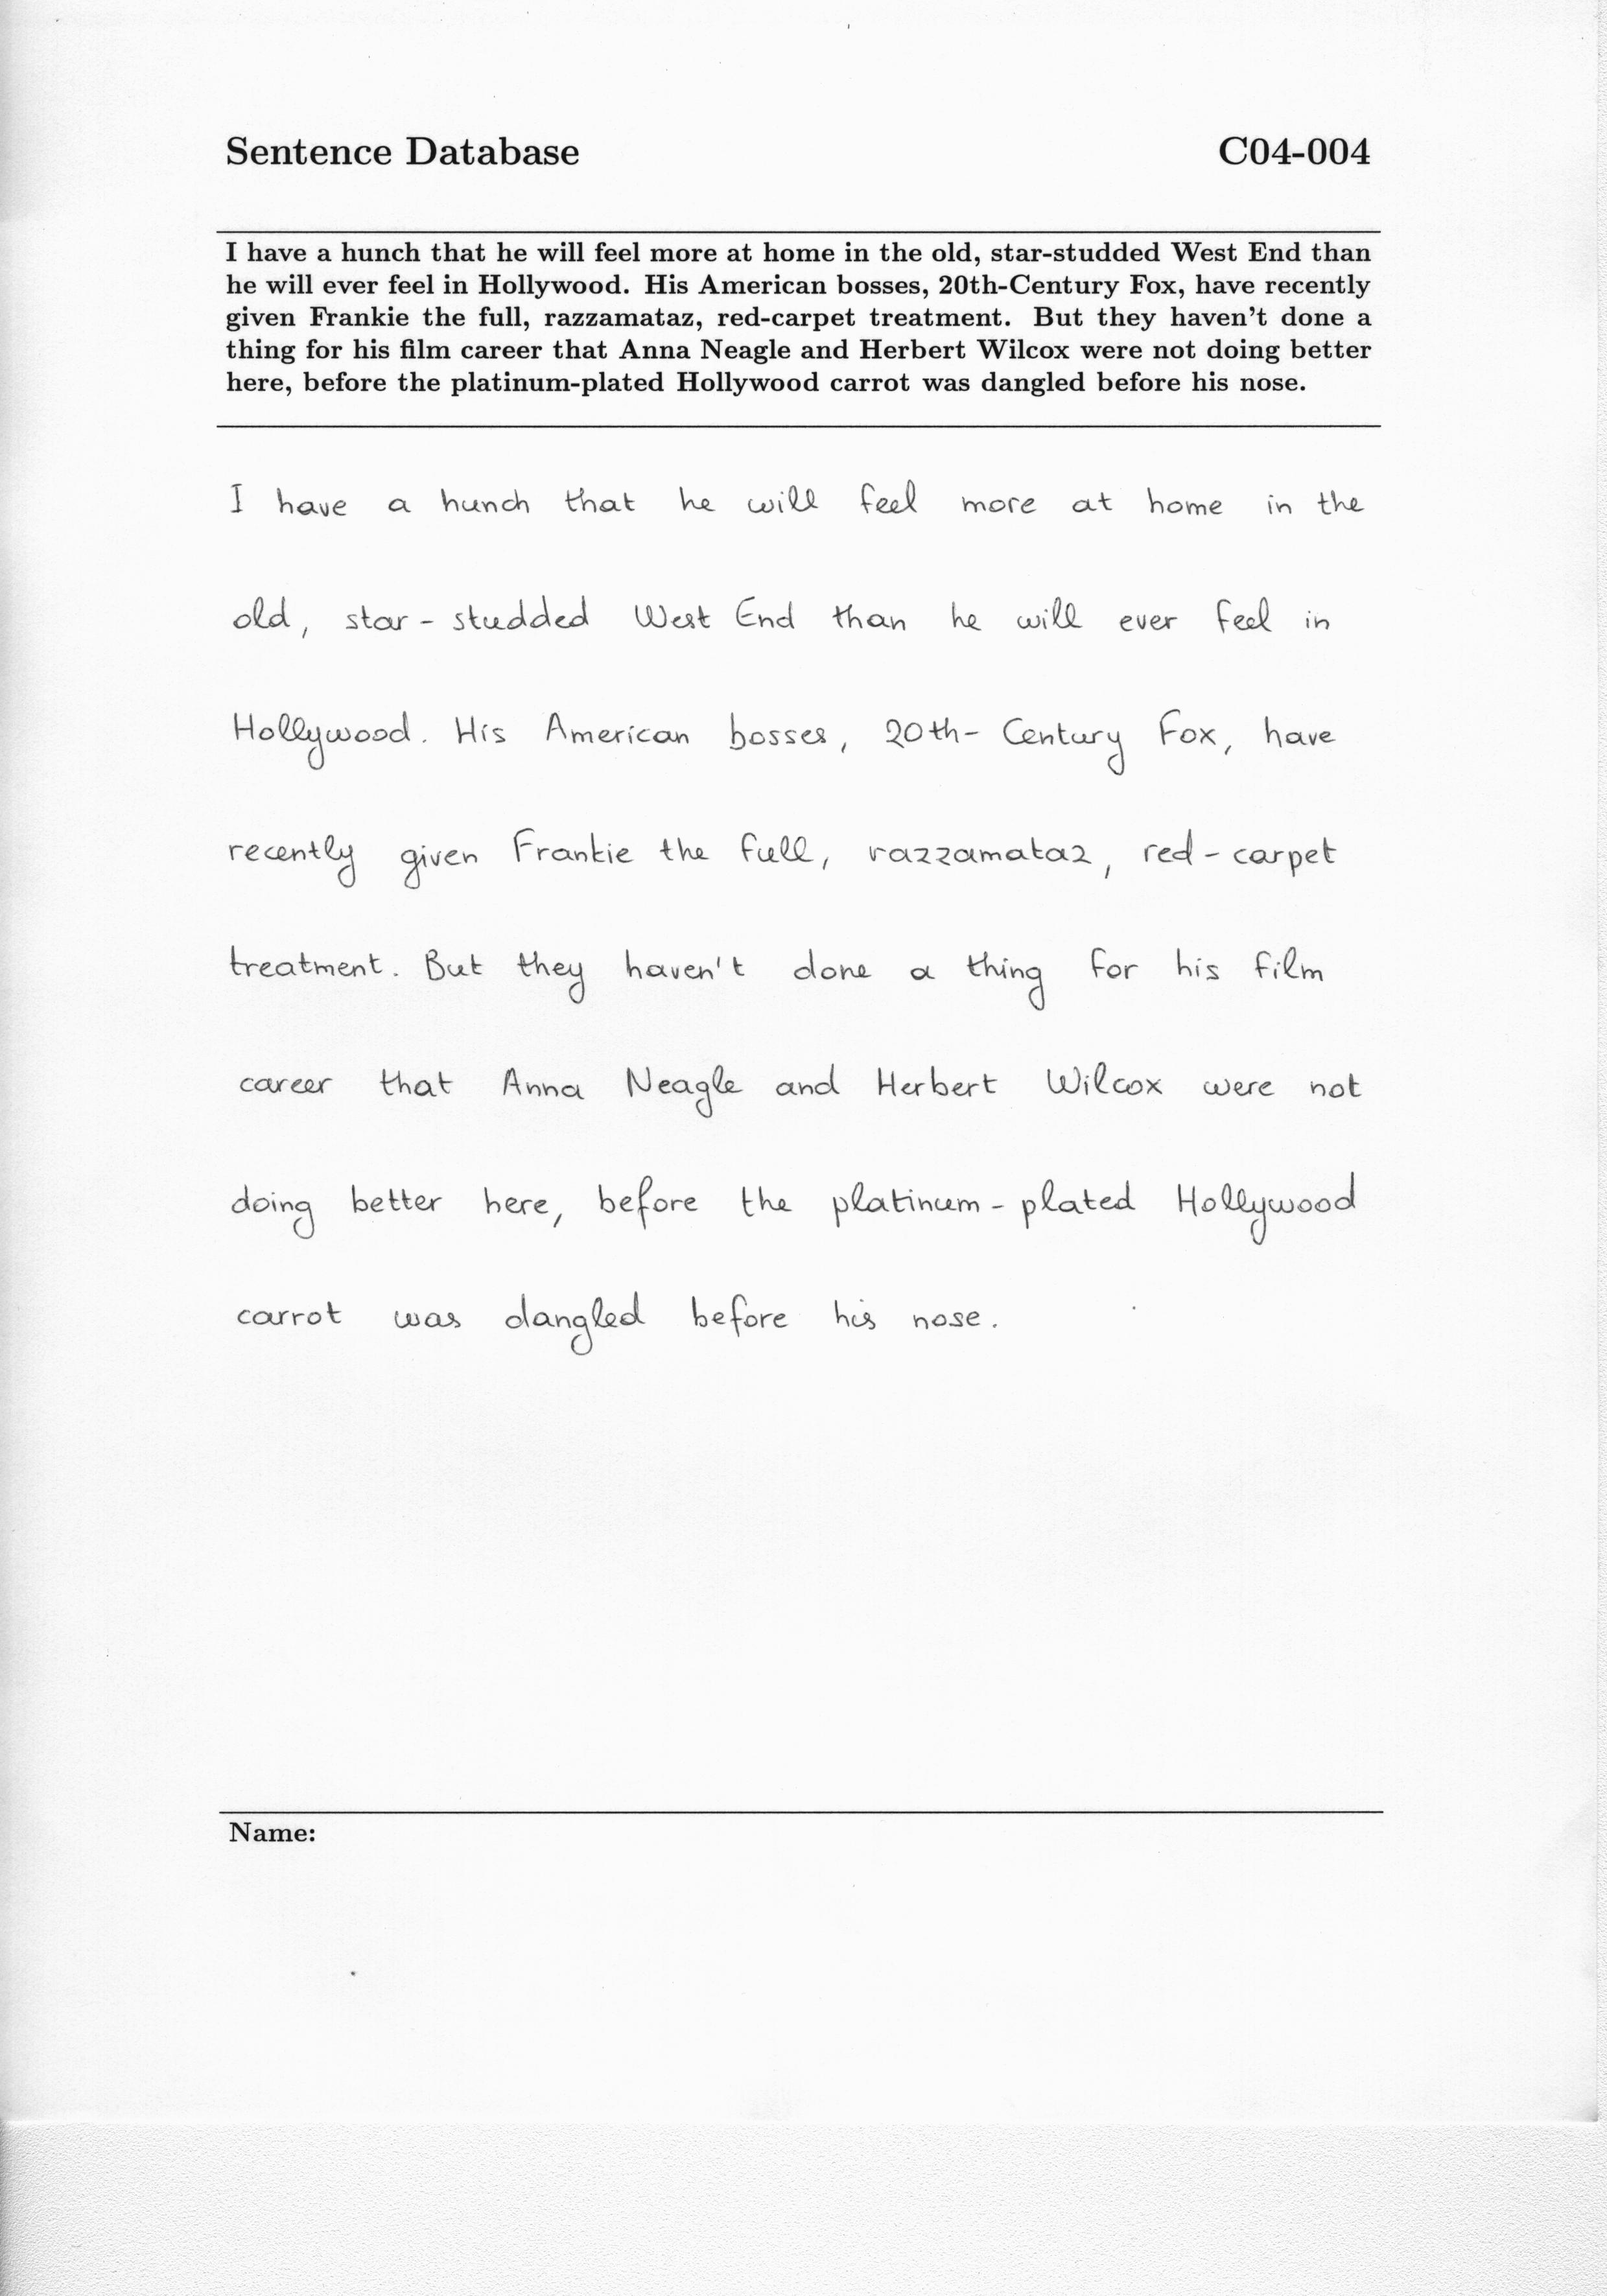 Sentence Database C04-004
I have a hunch that he will feel more at home in the old, star-studded West End than
he will ever feel in Hollywood. His American bosses, 20th-Century Fox, have recently
given Frankie the full, razzamataz, red-carpet treatment. But they haven't done a
thing for his film career that Anna Neagle and Herbert Wilcox were not doing better
here, before the platinum-plated Hollywood carrot was dangled before his nose.
I have a hunch that he will feel more at home in the
old, star-studded West End than he will ever feel in
Hollywood. His American bosses, 20th-Century Fox, have
recently given Frankie the full, razzamataz, red-carpet
treatment. But they haven't done a thing for his film
career that Anna Neagle and Herbert Wilcox were not
doing better here, before the platinum-plated Hollywood
carrot was dangled before his nose.
Name: